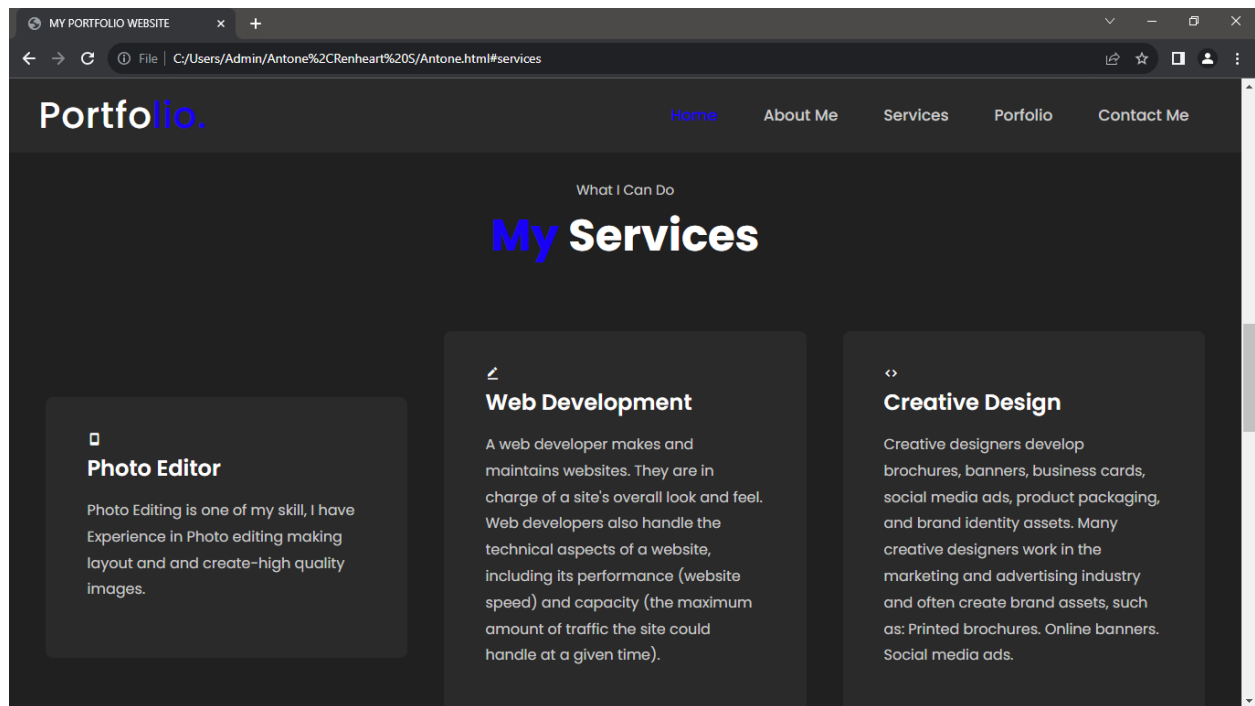 MY PORTFOLIO WEBSITE
File | C:/Users/Admin/Antone%2CRenheart%20S/Antone.html#services
Portfolio.
Home
About Me
Services
Porfolio
Contact Me
What I Can Do
My Services
Photo Editor
Photo Editing is one of my skill, I have
Experience in Photo editing making
layout and and create-high quality
images.
Web Development
A web developer makes and
maintains websites. They are in
charge of a site's overall look and feel.
Web developers also handle the
technical aspects of a website,
including its performance (website
speed) and capacity (the maximum
amount of traffic the site could
handle at a given time).
Creative Design
Creative designers develop
brochures, banners, business cards,
social media ads, product packaging,
and brand identity assets. Many
creative designers work in the
marketing and advertising industry
and often create brand assets, such
as: Printed brochures. Online banners.
Social media ads.